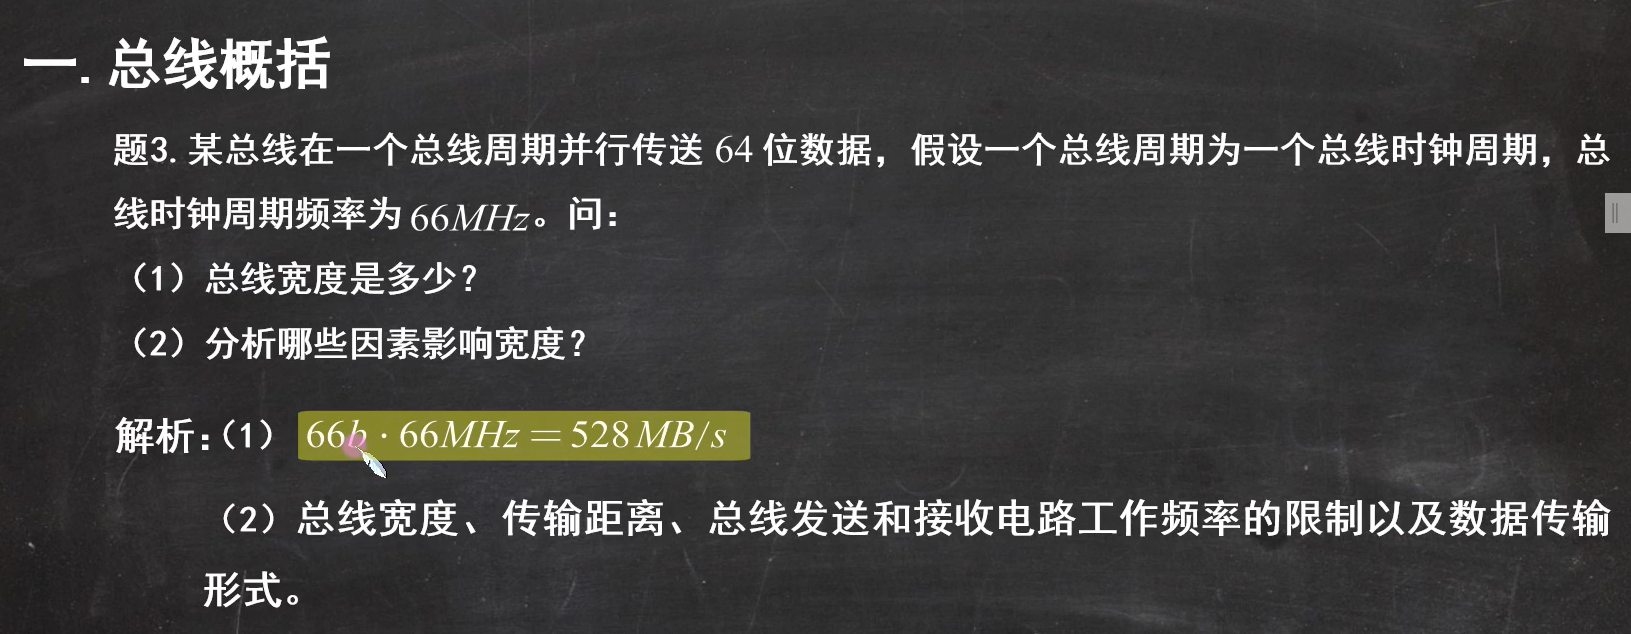 一. 总线概括
题3. 某总线在一个总线周期并行传送 64 位数据，假设一个总线周期为一个总线时钟周期，总
线时钟周期频率为 66MHz。问：
（1）总线宽度是多少？
（2）分析哪些因素影响宽度？
解析：（1） 66b · 66MHz = 528MB/s
（2）总线宽度、传输距离、总线发送和接收电路工作频率的限制以及数据传输
形式。